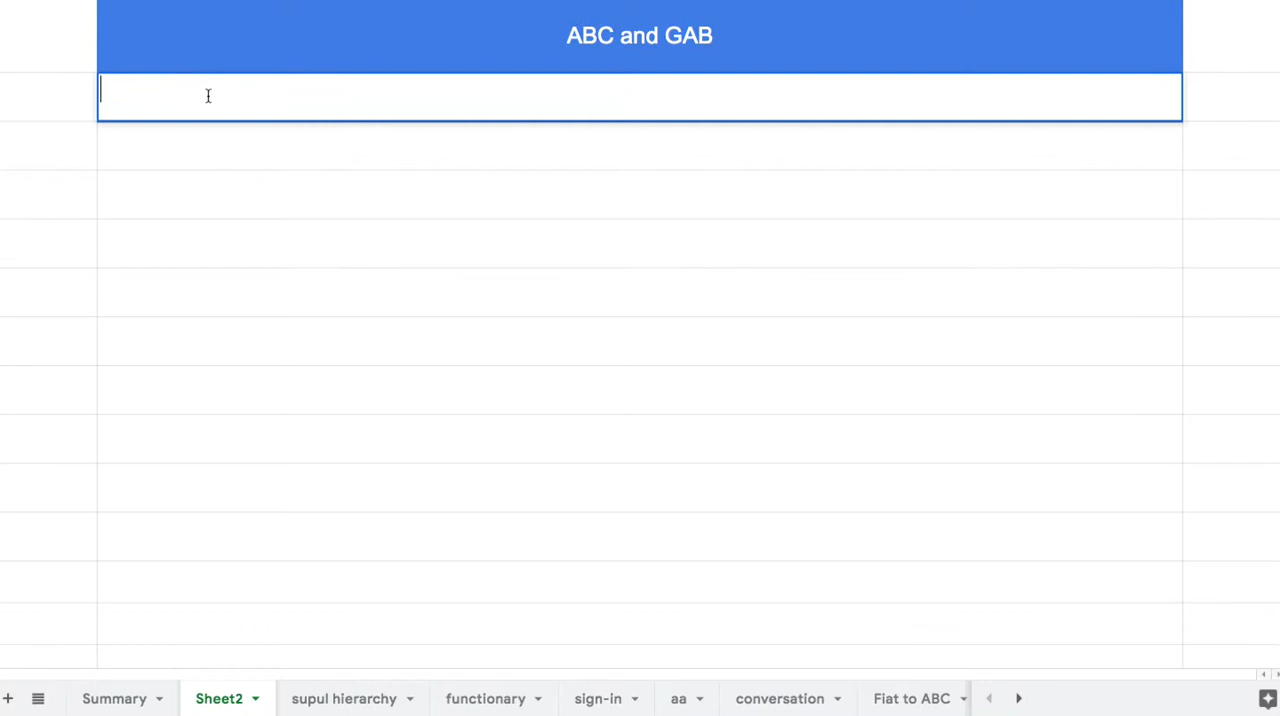 ABC and GAB
Summary Sheet2 supul hierarchy functionary sign-in aa conversation Fiat to ABC